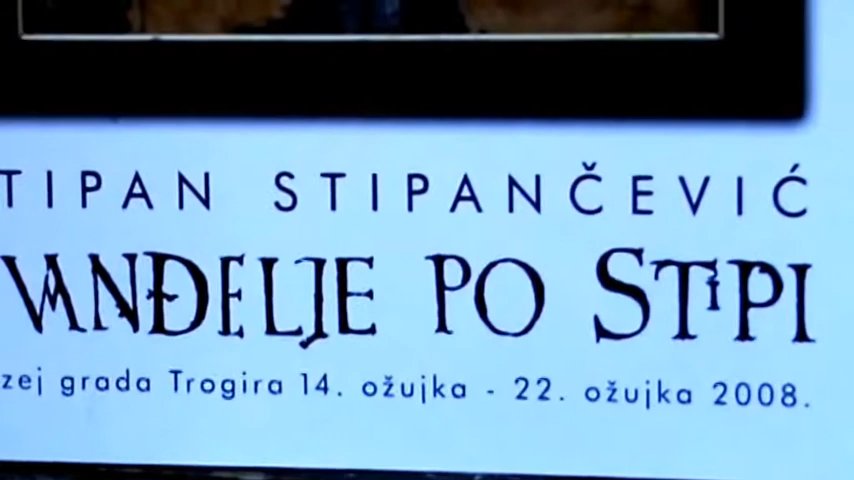 TIPAN STIPANČEVIĆ
VANĐELJE PO STIPI
zej grada Trogira 14. ožujka - 22. ožujka 2008.